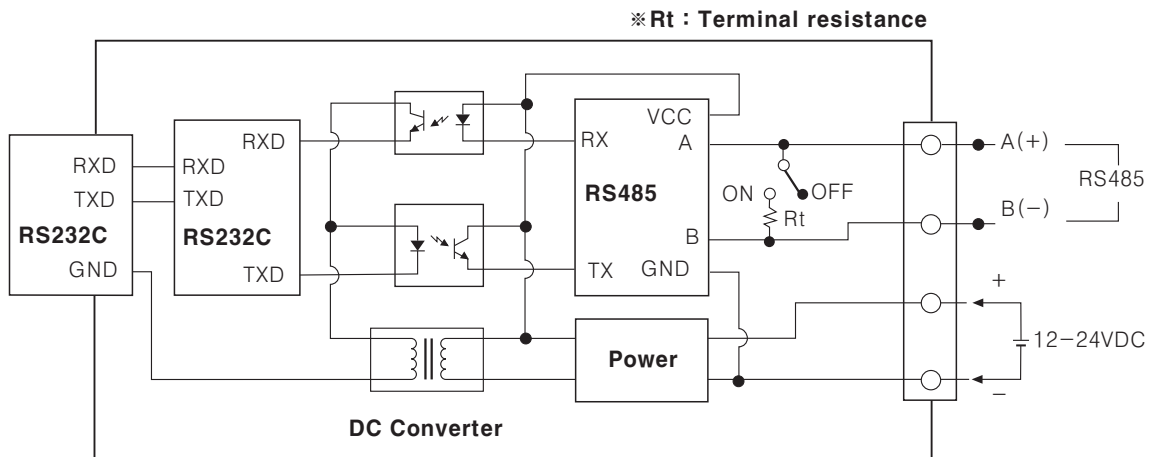 ※Rt : Terminal resistance
RXD
TXD
RS232C
GND
RXD
RXD
TXD
RS232C
TXD
VCC
A
RX
RS485
B
TX
GND
ON
OFF
Rt
A(+)
RS485
B(−)
+
12−24VDC
−
Power
DC Converter